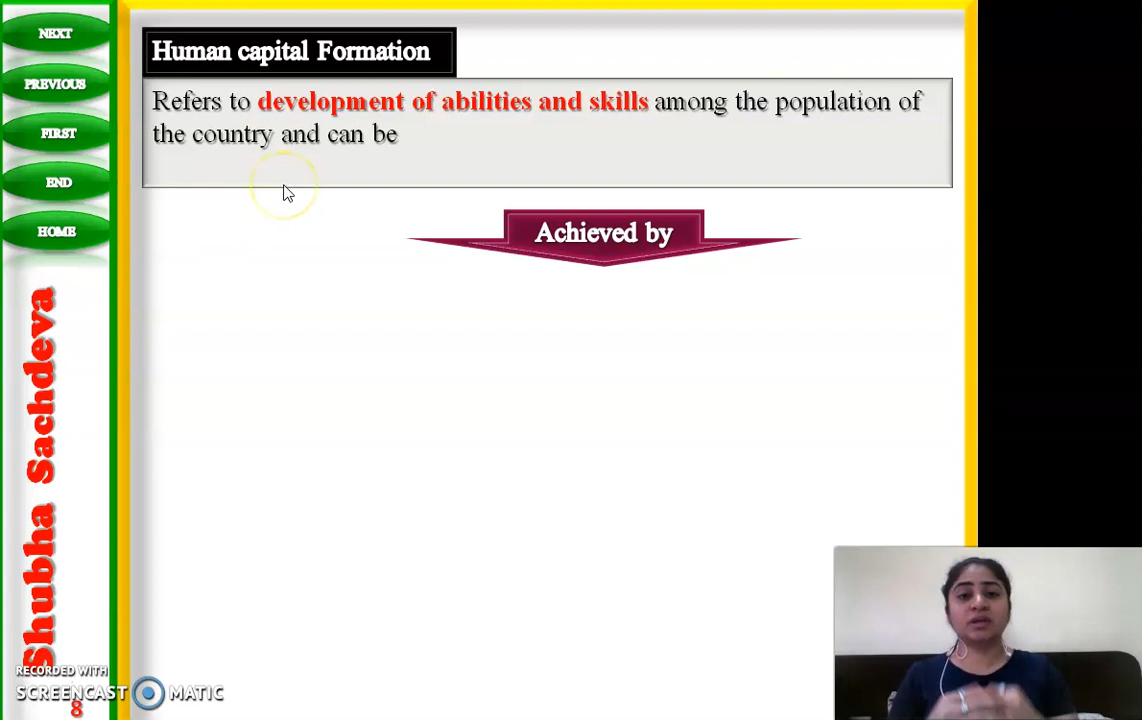 NEXT
PREVIOUS
FIRST
END
HOME
Shubha Sachdeva
Human capital Formation
Refers to development of abilities and skills among the population of
the country and can be
Achieved by
RECORDED WITH
SCREENCAST MATIC
8